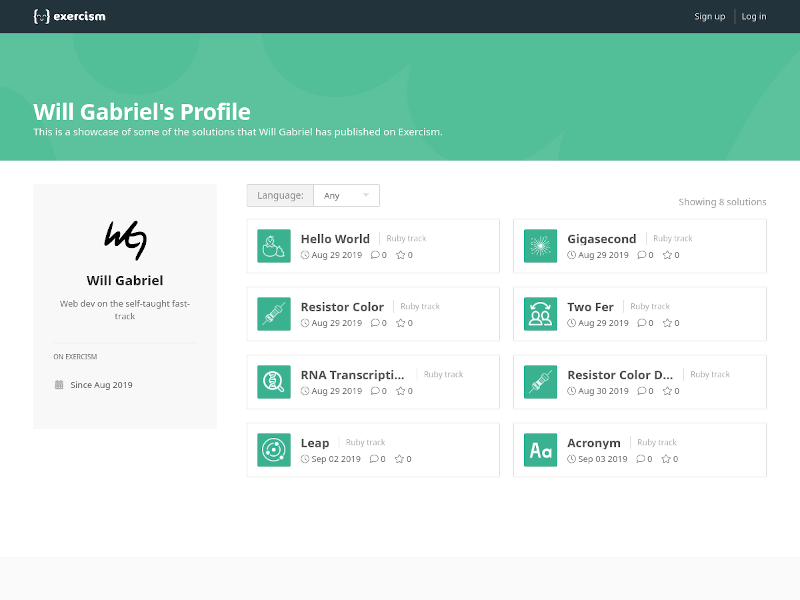 exercism
Sign up
Log in
Will Gabriel's Profile
This is a showcase of some of the solutions that Will Gabriel has published on Exercism.
WG
Will Gabriel
Web dev on the self-taught fast-
track
ON EXERCISM
Since Aug 2019
Language: Any
Showing 8 solutions
Hello World Ruby track
Aug 29 2019 0 0
Gigasecond Ruby track
Aug 29 2019 0 0
Resistor Color Ruby track
Aug 29 2019 0 0
Two Fer Ruby track
Aug 29 2019 0 0
RNA Transcripti... Ruby track
Aug 29 2019 0 0
Resistor Color D... Ruby track
Aug 30 2019 0 0
Leap Ruby track
Sep 02 2019 0 0
Aa
Acronym Ruby track
Sep 03 2019 0 0